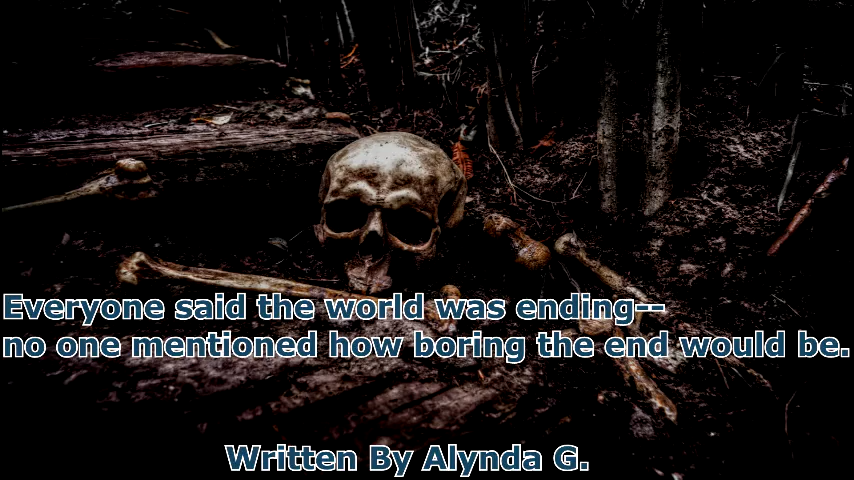 Everyone said the world was ending--
no one mentioned how boring the end would be.
Written By Alynda G.